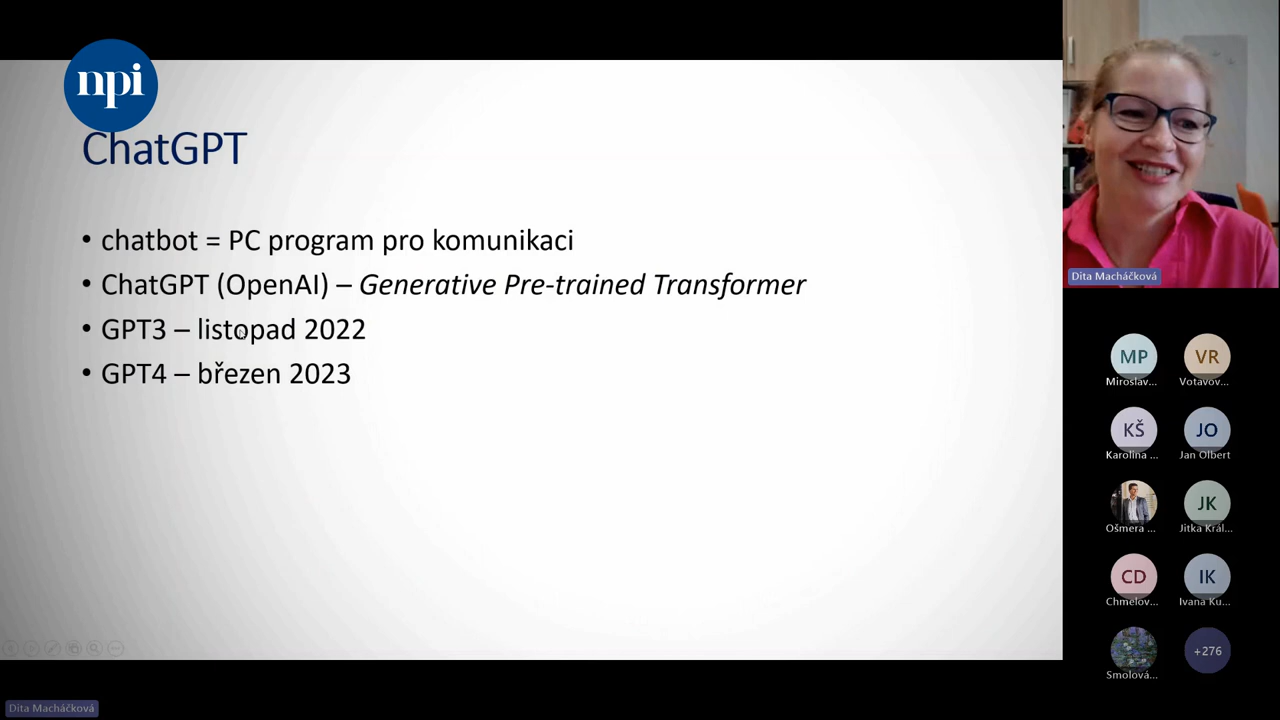 npi
ChatGPT
• chatbot = PC program pro komunikaci
• ChatGPT (OpenAI) – Generative Pre-trained Transformer
• GPT3 – listopad 2022
• GPT4 – březen 2023
Dita Macháčková
MP
VR
Miroslav...
Votavov...
KŠ
JO
Karolína ...
Jan Olbert
JK
Ošmera ...
Jitka Král...
CD
IK
Chmelov...
Ivana Ku...
+276
Smolová...
Dita Macháčková